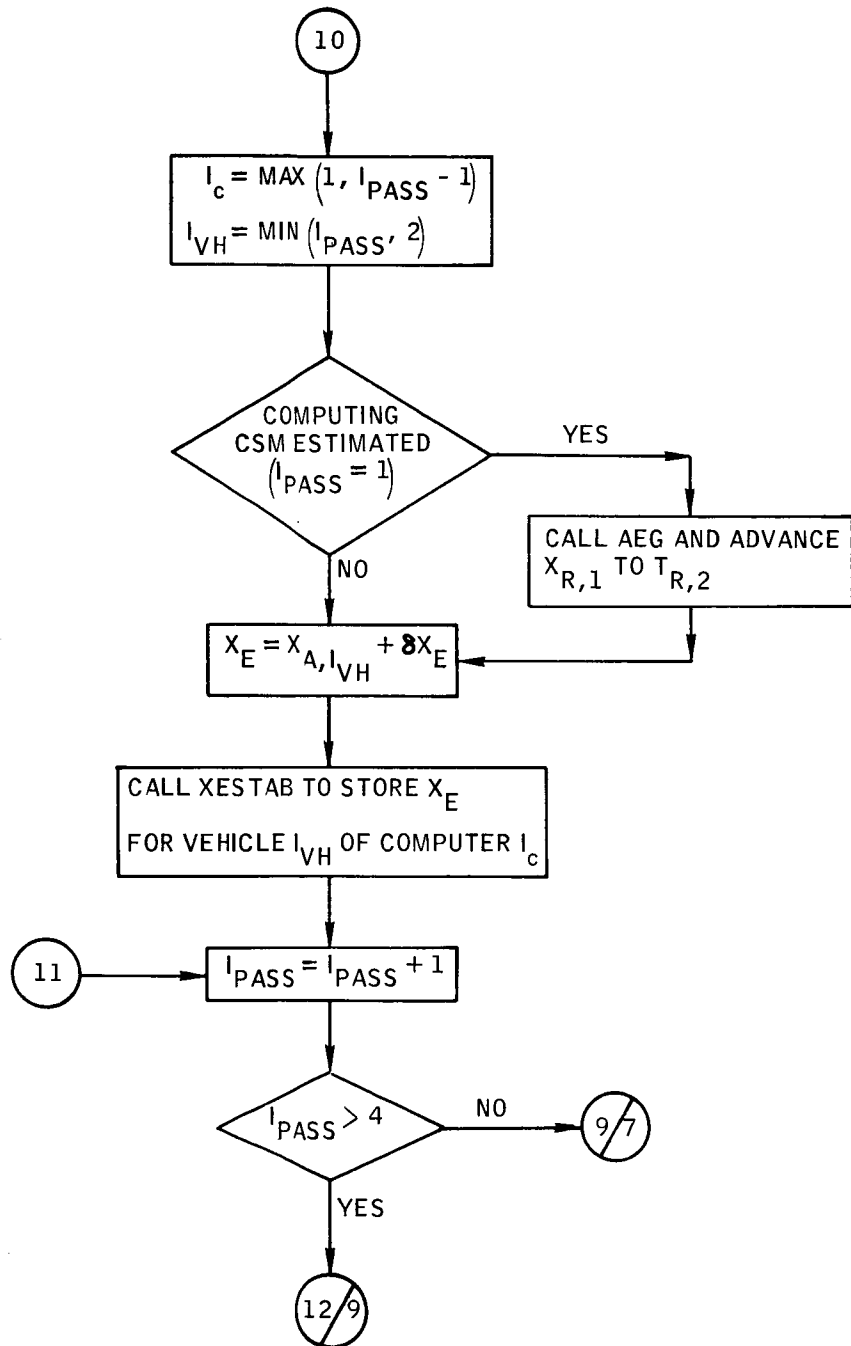 10
I_c = MAX (1, I_PASS - 1)
I_VH = MIN (I_PASS, 2)
COMPUTING
CSM ESTIMATED
(I_PASS = 1)
YES
CALL AEG AND ADVANCE
X_R,1 TO T_R,2
NO
X_E = X_A,I_VH + δX_E
CALL XESTAB TO STORE X_E
FOR VEHICLE I_VH OF COMPUTER I_c
11
I_PASS = I_PASS + 1
I_PASS > 4
NO
9/7
YES
12/9